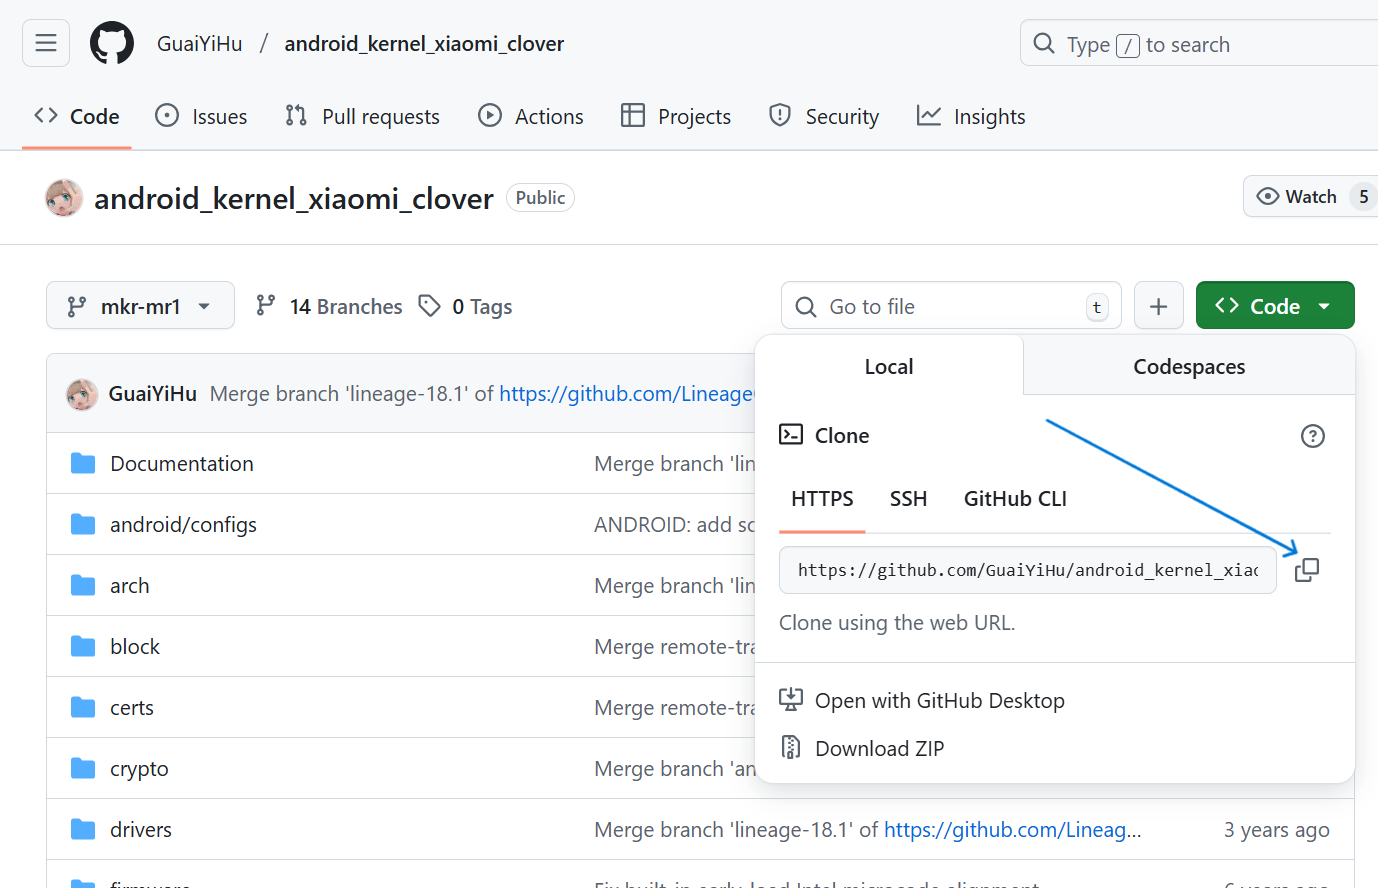 GuaiYiHu / android_kernel_xiaomi_clover
Type / to search
Code Issues Pull requests Actions Projects Security Insights
android_kernel_xiaomi_clover Public
Watch 5
mkr-mr1 14 Branches 0 Tags
Go to file t
Code
Local Codespaces
GuaiYiHu Merge branch 'lineage-18.1' of https://github.com/Lineage
Clone
Documentation Merge branch 'lin
HTTPS SSH GitHub CLI
android/configs ANDROID: add sc
https://github.com/GuaiYiHu/android_kernel_xiao
arch Merge branch 'lin
Clone using the web URL.
block Merge remote-tra
Open with GitHub Desktop
certs Merge remote-tra
Download ZIP
crypto Merge branch 'an
drivers Merge branch 'lineage-18.1' of https://github.com/Lineag... 3 years ago